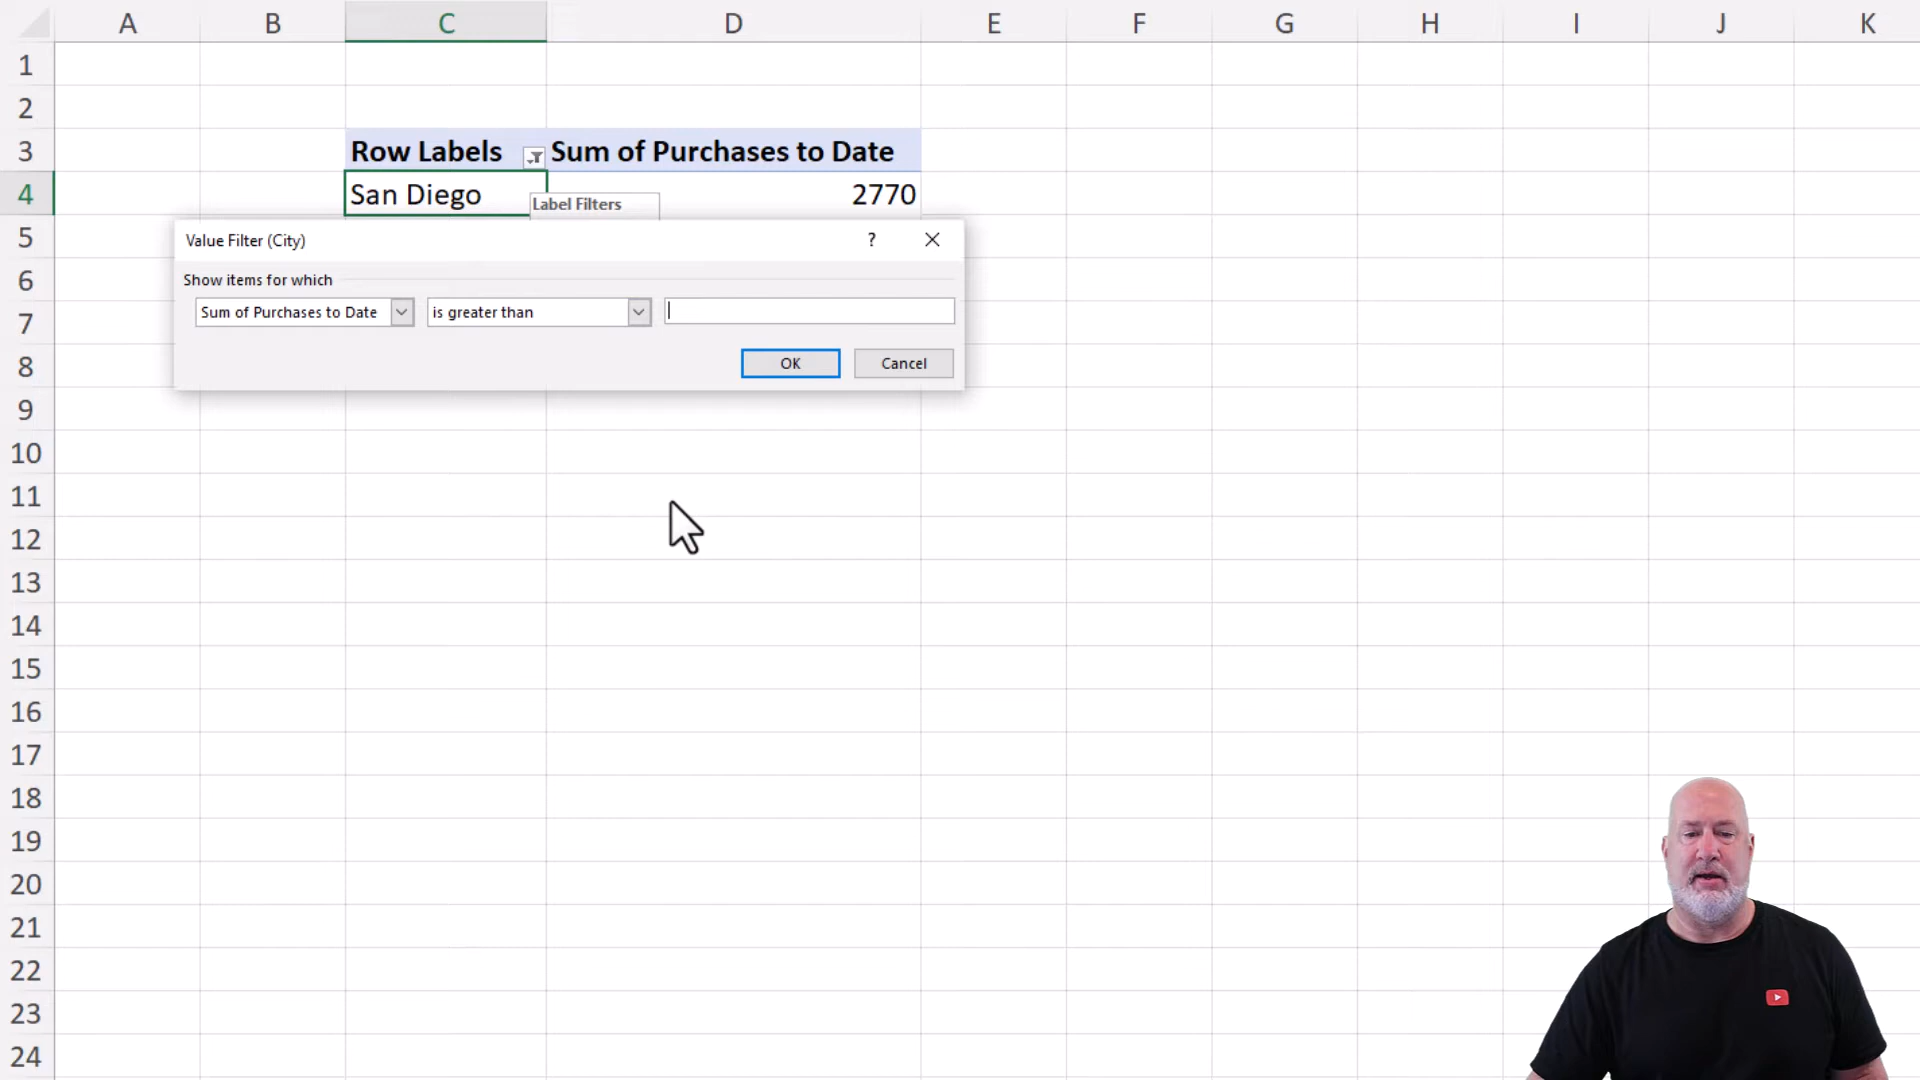 A B C D E F G H I J K
1
2
3 Row Labels Sum of Purchases to Date
4 San Diego 2770
Label Filters
5
Value Filter (City) ?
6
Show items for which
7
Sum of Purchases to Date is greater than
8
OK Cancel
9
10
11
12
13
14
15
16
17
18
19
20
21
22
23
24